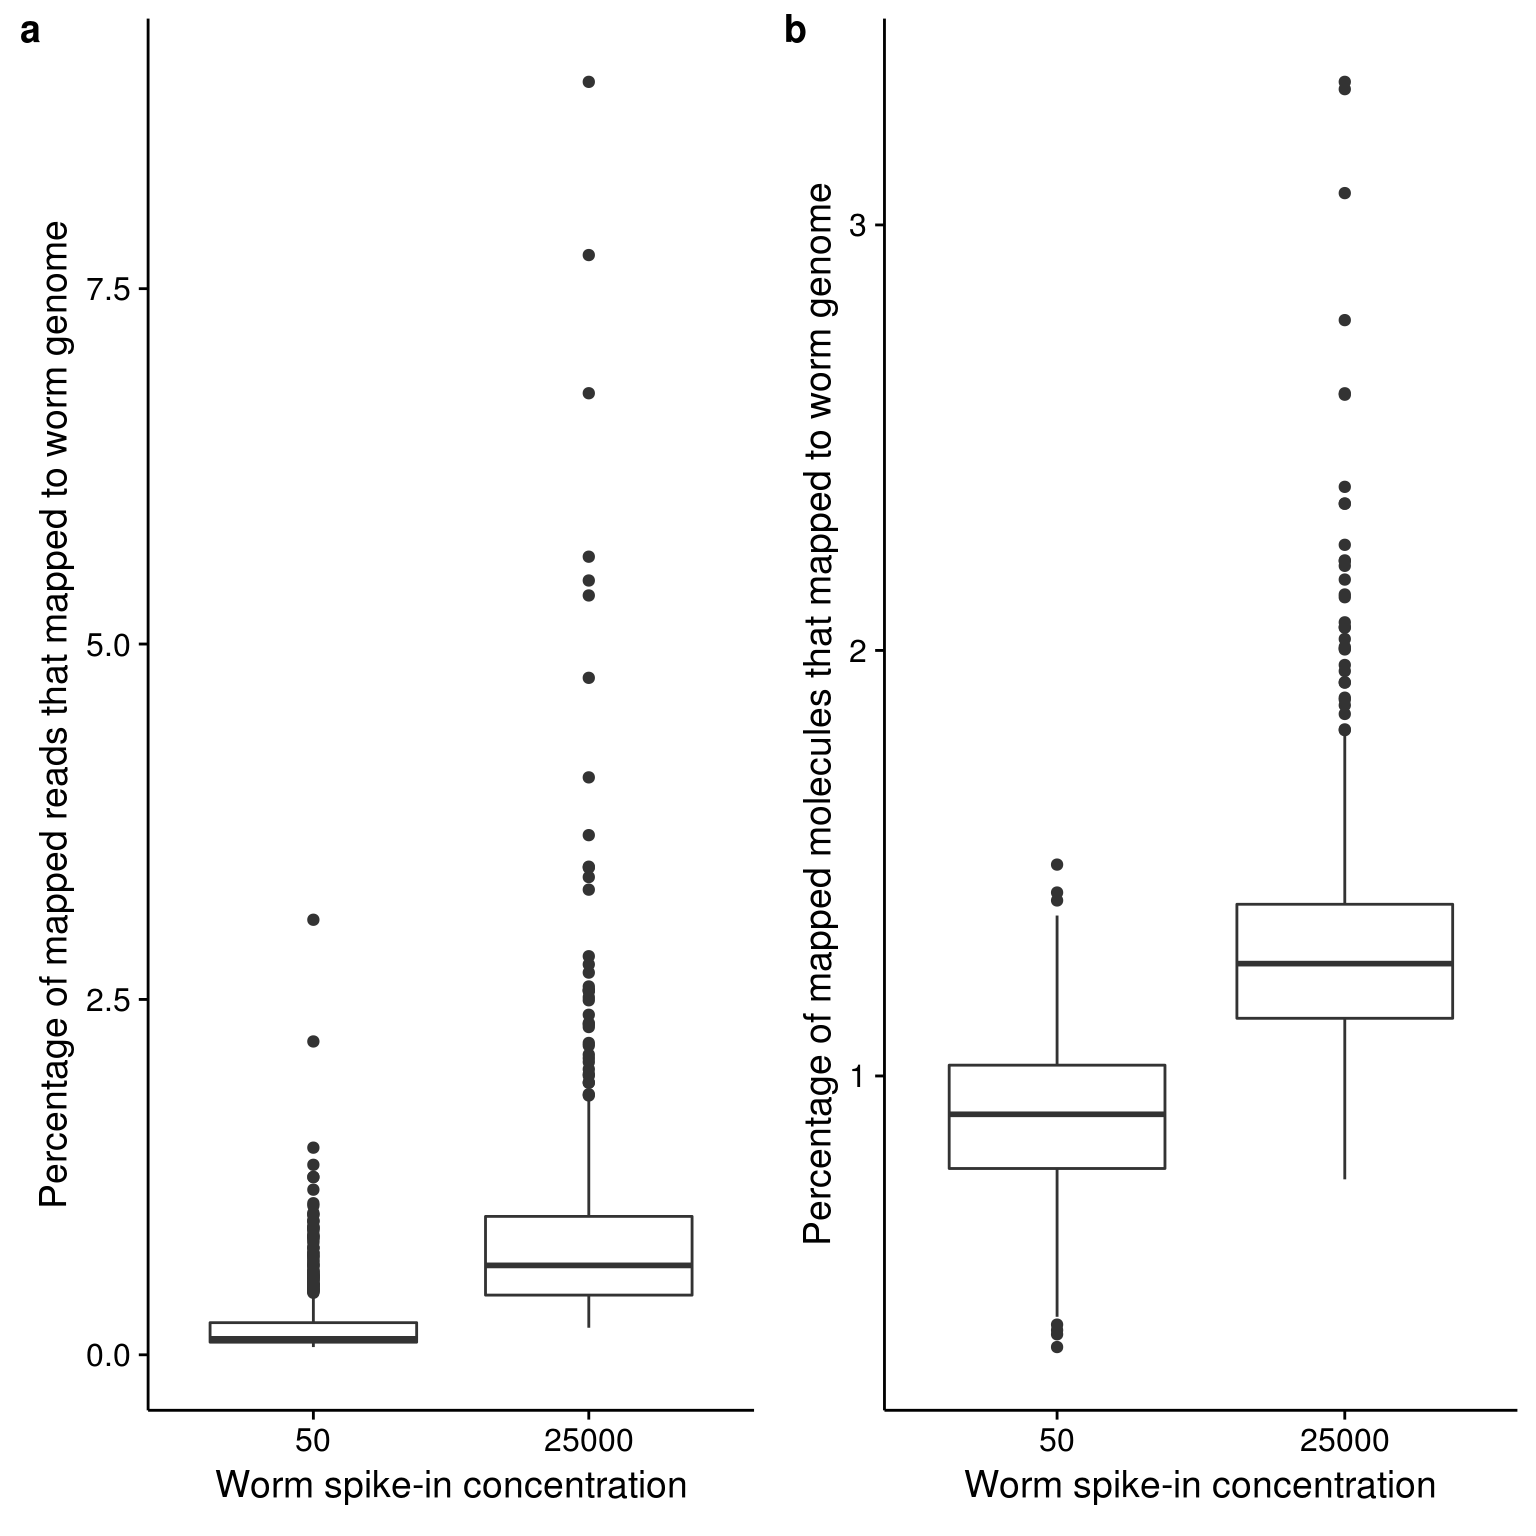 a
Percentage of mapped reads that mapped to worm genome
7.5
5.0
2.5
0.0
50
25000
Worm spike-in concentration
b
Percentage of mapped molecules that mapped to worm genome
3
2
1
50
25000
Worm spike-in concentration